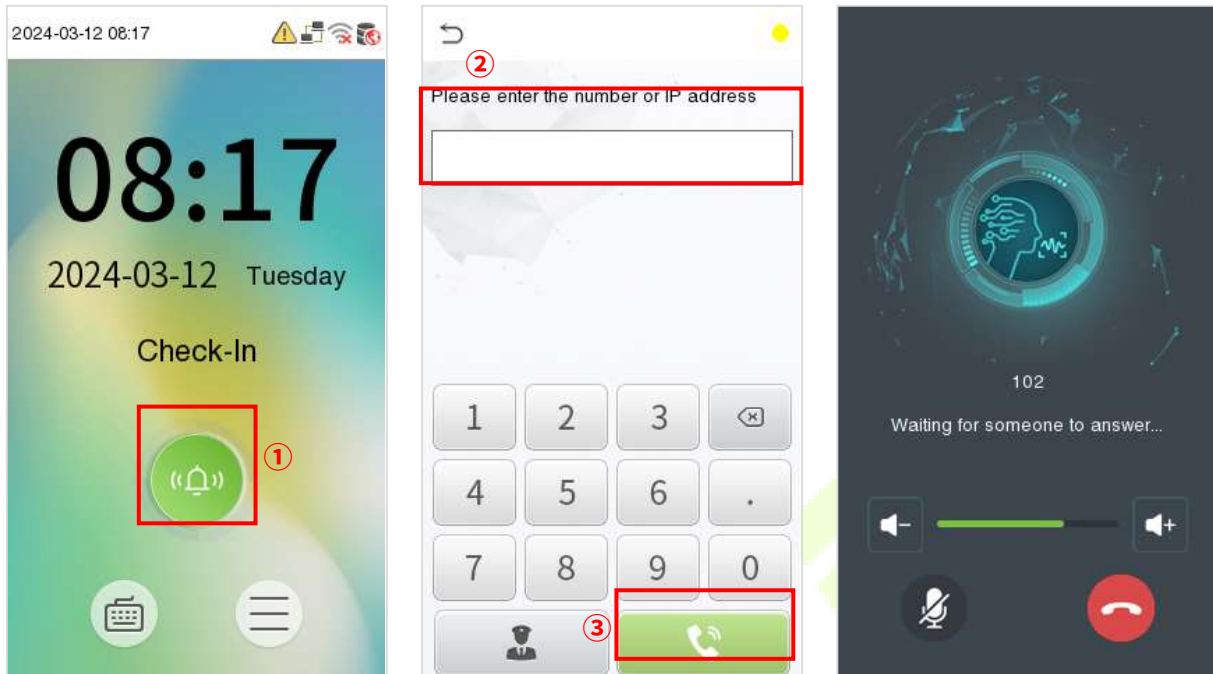 2024-03-12 08:17
08:17
2024-03-12 Tuesday
Check-In
①
②
Please enter the number or IP address
1 2 3
4 5 6 .
7 8 9 0
③
102
Waiting for someone to answer...